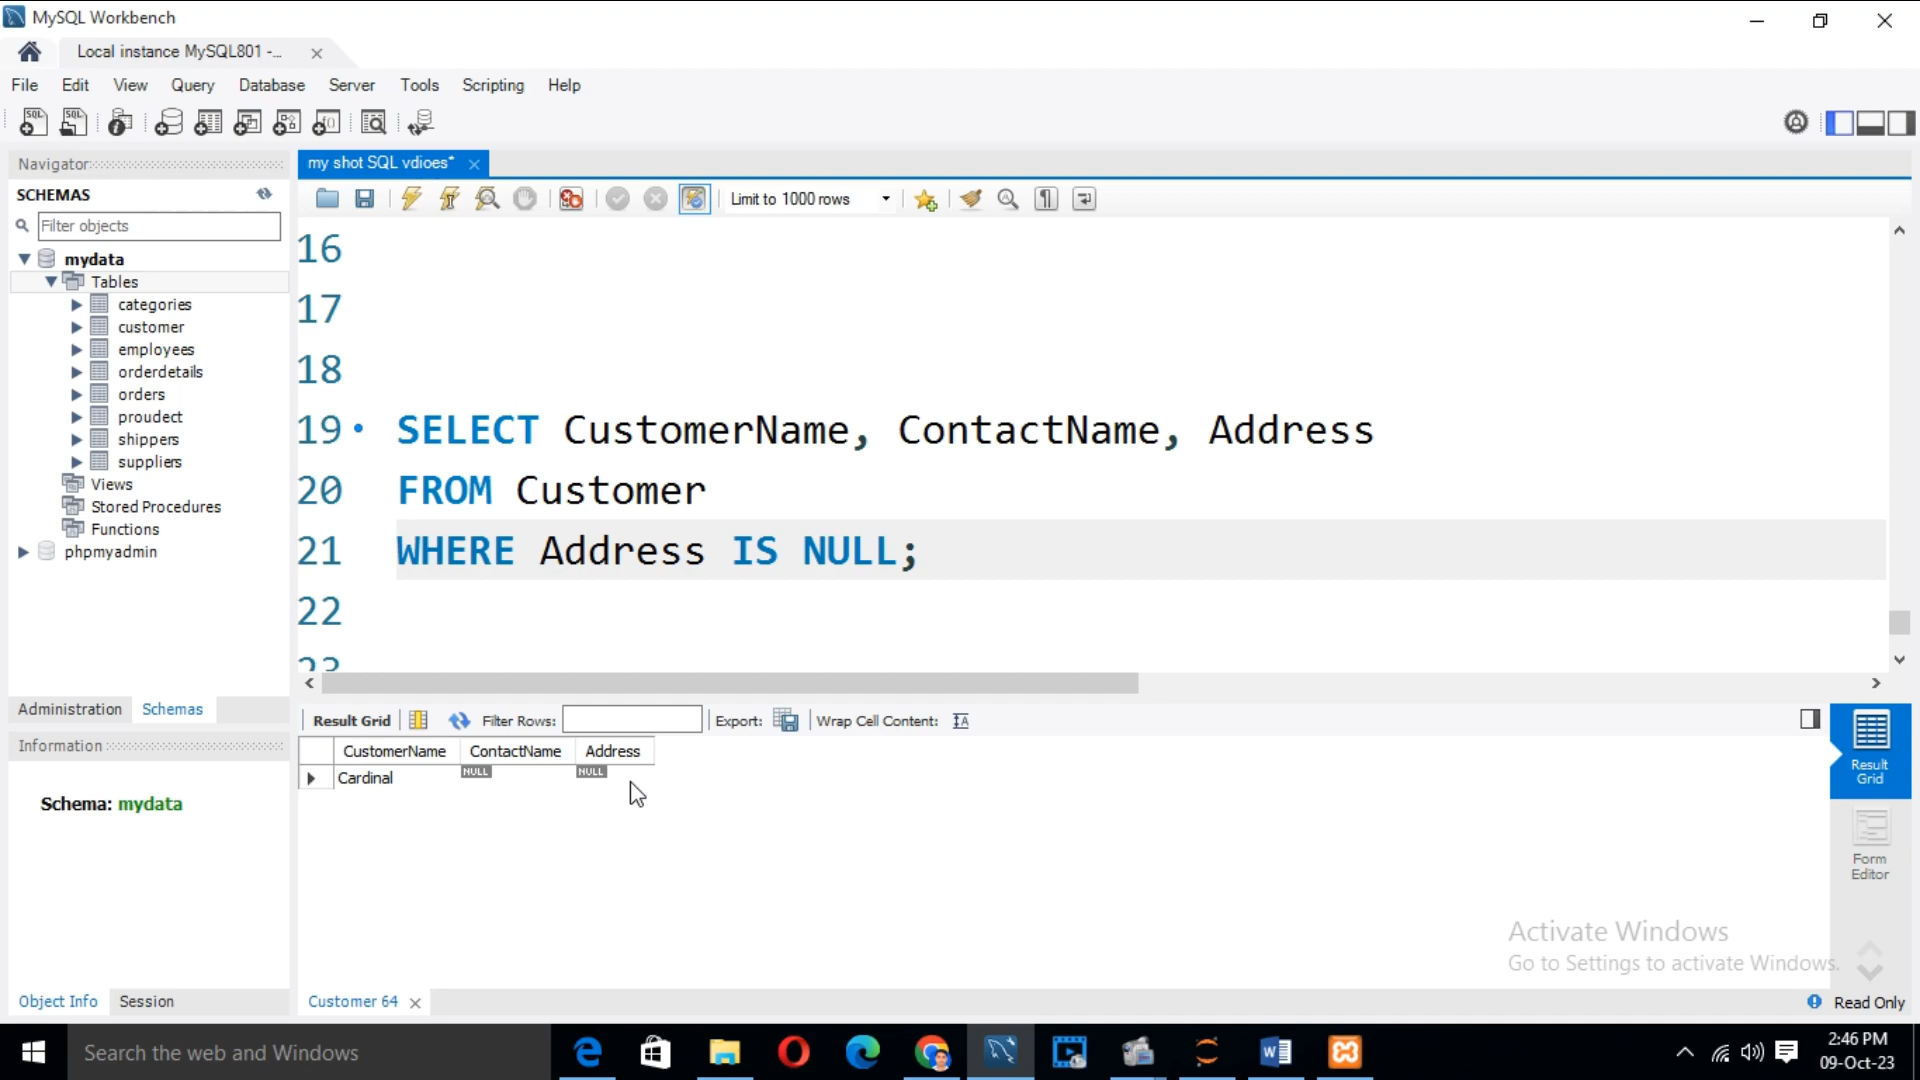 MySQL Workbench
Local instance MySQL801 -...
File Edit View Query Database Server Tools Scripting Help
Navigator
my shot SQL vdioes*
SCHEMAS
Limit to 1000 rows
Filter objects
mydata
Tables
categories
customer
employees
orderdetails
orders
proudect
shippers
suppliers
Views
Stored Procedures
Functions
phpmyadmin
16
17
18
19 SELECT CustomerName, ContactName, Address
20 FROM Customer
21 WHERE Address IS NULL;
22
23
Administration Schemas
Information
Schema: mydata
Object Info Session
Result Grid Filter Rows: Export: Wrap Cell Content:
CustomerName ContactName Address
Cardinal NULL NULL
Result
Grid
Form
Editor
Activate Windows
Go to Settings to activate Windows.
Customer 64
Read Only
Search the web and Windows
2:46 PM
09-Oct-23